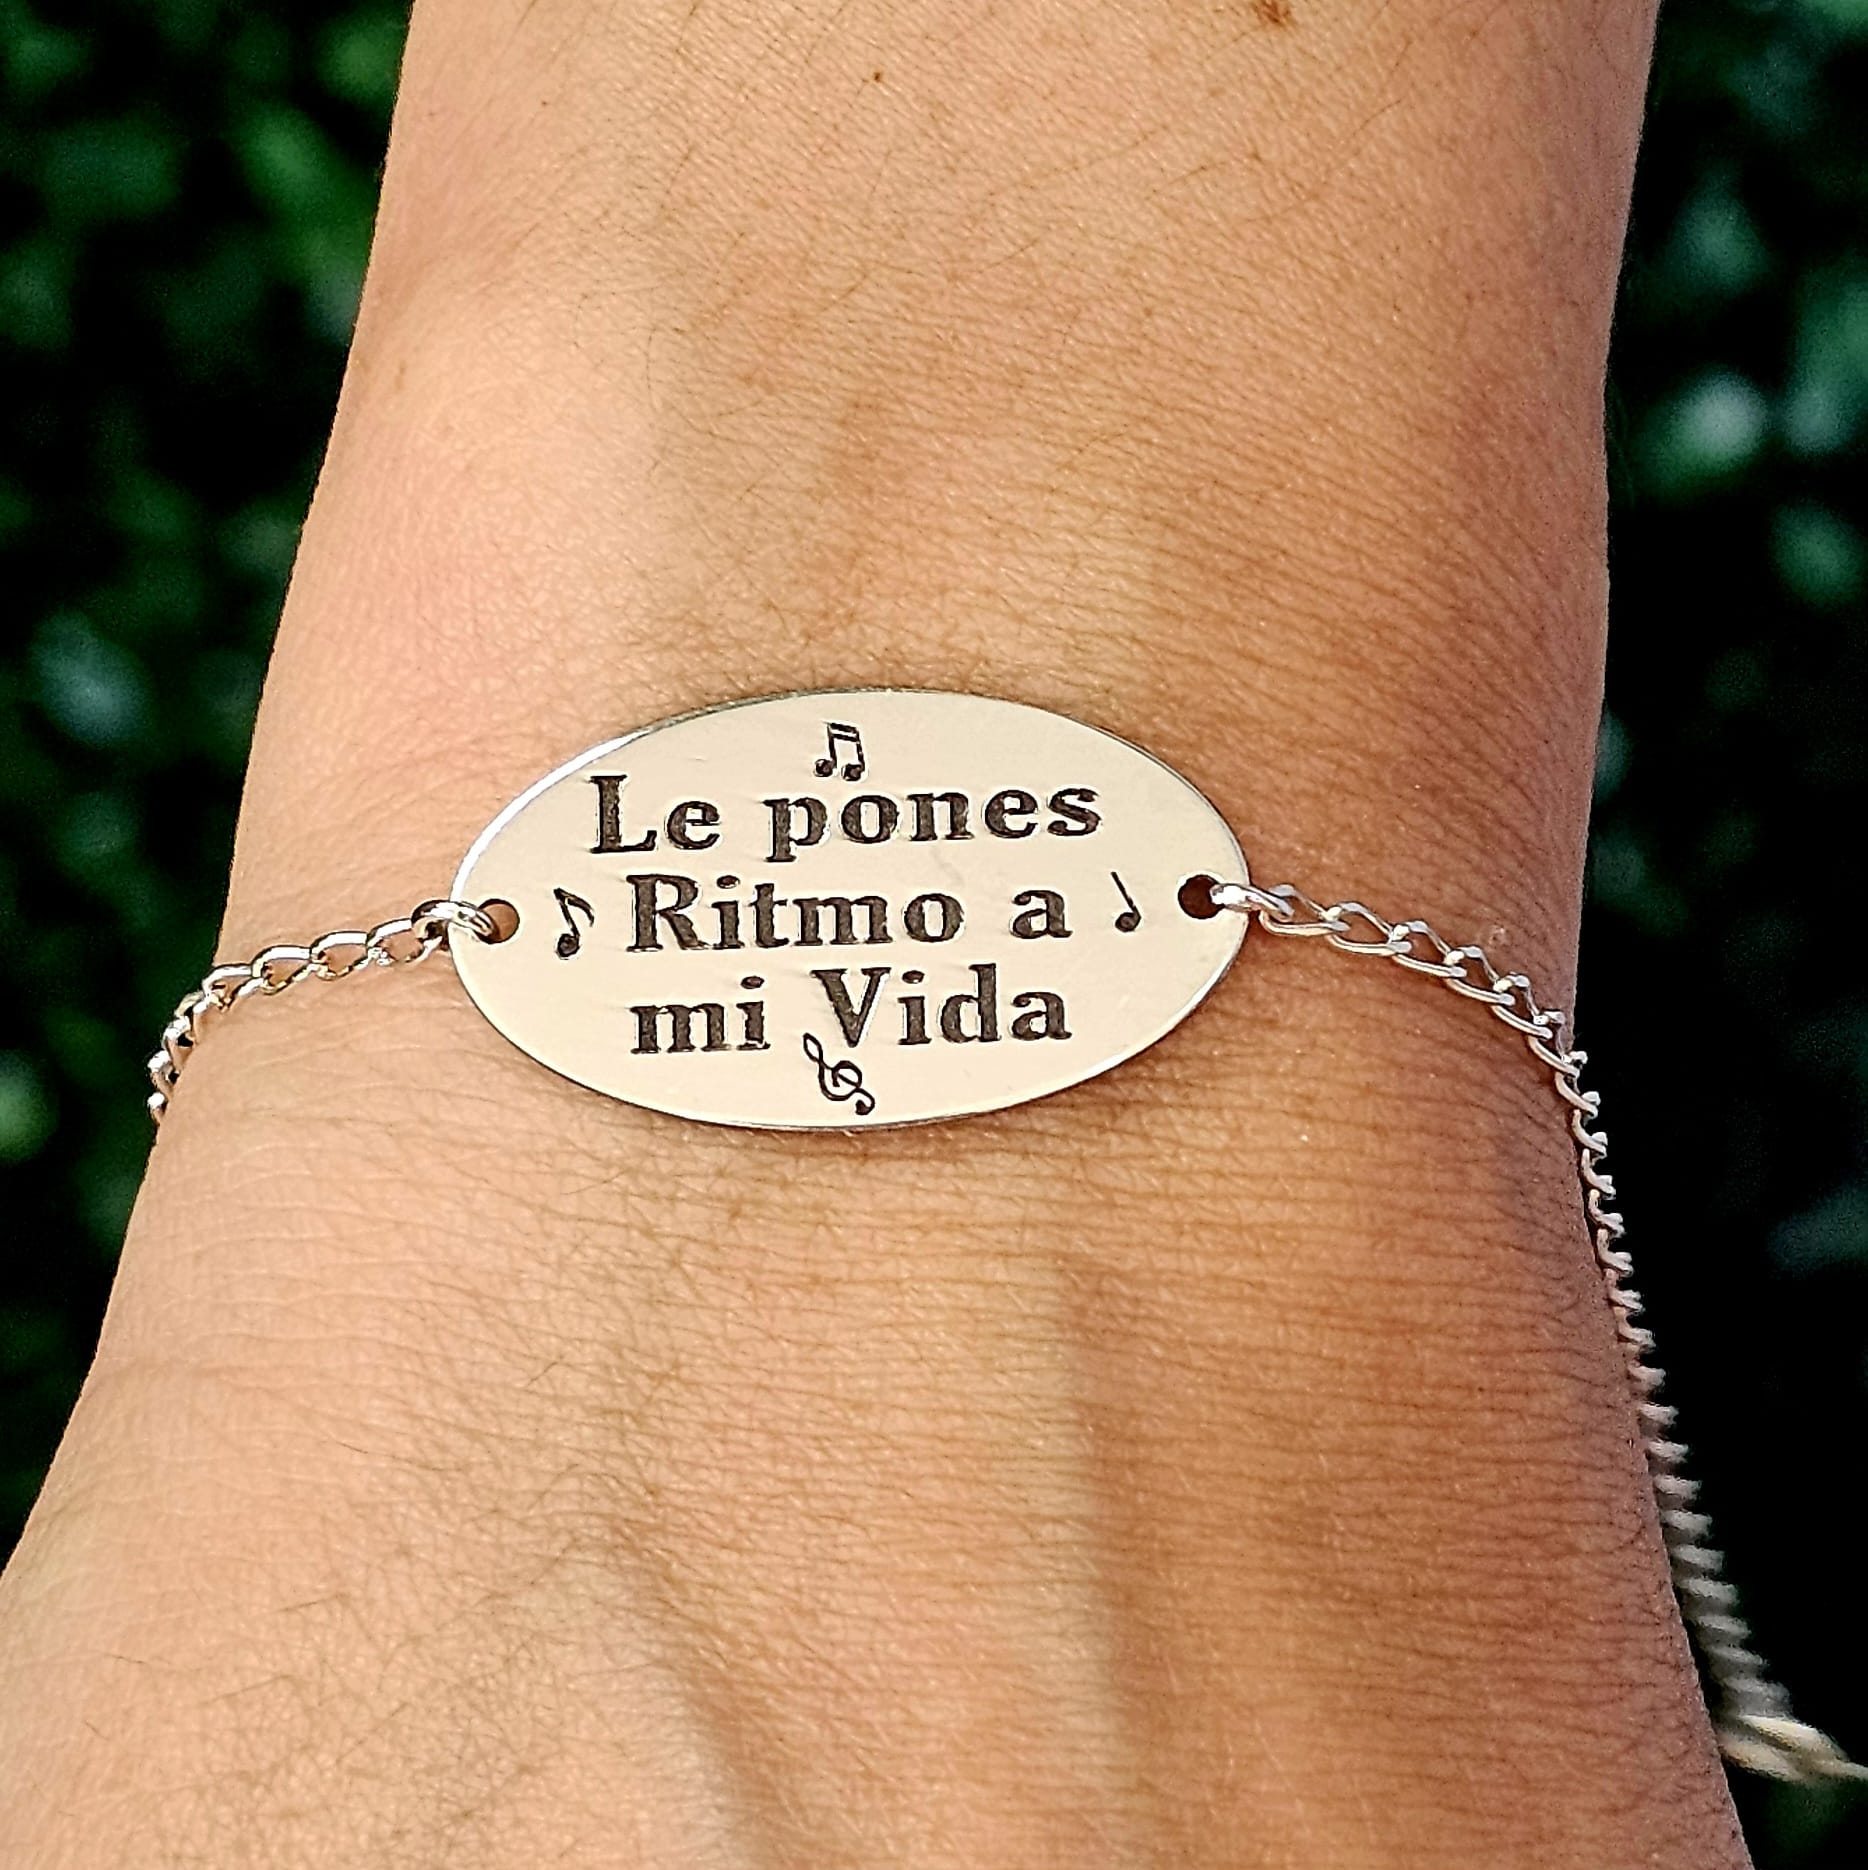 Le pones
Ritmo a
mi Vida